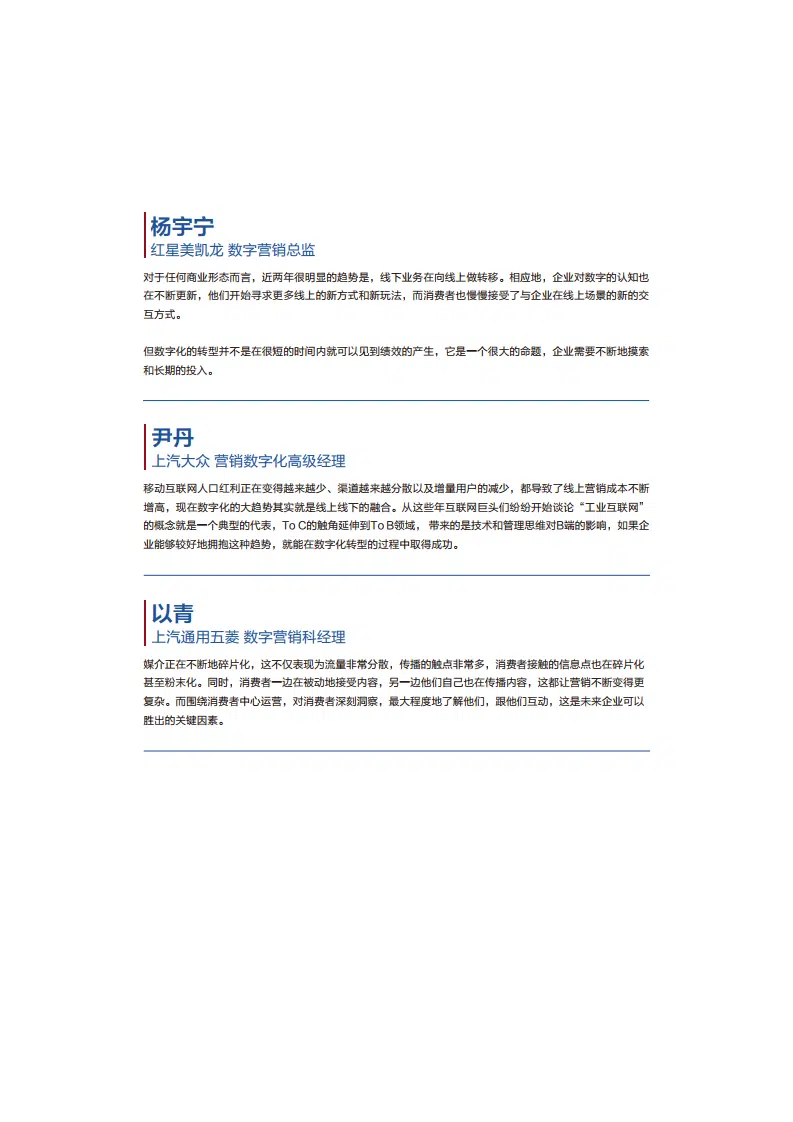 杨宇宁
红星美凯龙 数字营销总监
对于任何商业形态而言，近两年很明显的趋势是，线下业务在向线上做转移。相应地，企业对数字的认知也
在不断更新，他们开始寻求更多线上的新方式和新玩法，而消费者也慢慢接受了与企业在线上场景的新的交
互方式。
但数字化的转型并不是在很短的时间内就可以见到绩效的产生，它是一个很大的命题，企业需要不断地摸索
和长期的投入。
尹丹
上汽大众 营销数字化高级经理
移动互联网人口红利正在变得越来越少、渠道越来越分散以及增量用户的减少，都导致了线上营销成本不断
增高，现在数字化的大趋势其实就是线上线下的融合。从这些年互联网巨头们纷纷开始谈论“工业互联网”
的概念就是一个典型的代表，To C的触角延伸到To B领域， 带来的是技术和管理思维对B端的影响，如果企
业能够较好地拥抱这种趋势，就能在数字化转型的过程中取得成功。
以青
上汽通用五菱 数字营销科经理
媒介正在不断地碎片化，这不仅表现为流量非常分散，传播的触点非常多，消费者接触的信息点也在碎片化
甚至粉末化。同时，消费者一边在被动地接受内容，另一边他们自己也在传播内容，这都让营销不断变得更
复杂。而围绕消费者中心运营，对消费者深刻洞察，最大程度地了解他们，跟他们互动，这是未来企业可以
胜出的关键因素。